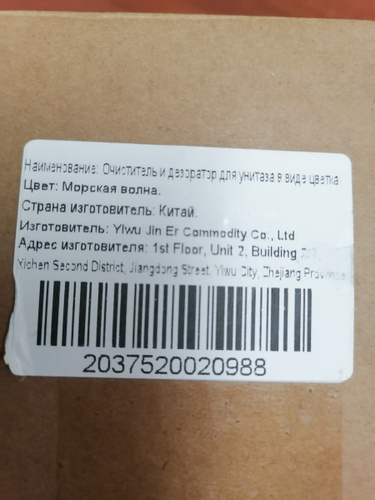 Наименование: Очиститель и дезоратор для унитаза в виде цветка
Цвет: Морская волна.
Страна изготовитель: Китай.
Изготовитель: Yiwu Jin Er Commodity Co., Ltd
Адрес изготовителя: 1st Floor, Unit 2, Building
Xichen Second District, Jiangdong Street, Yiwu City, Zhejiang Province
2037520020988